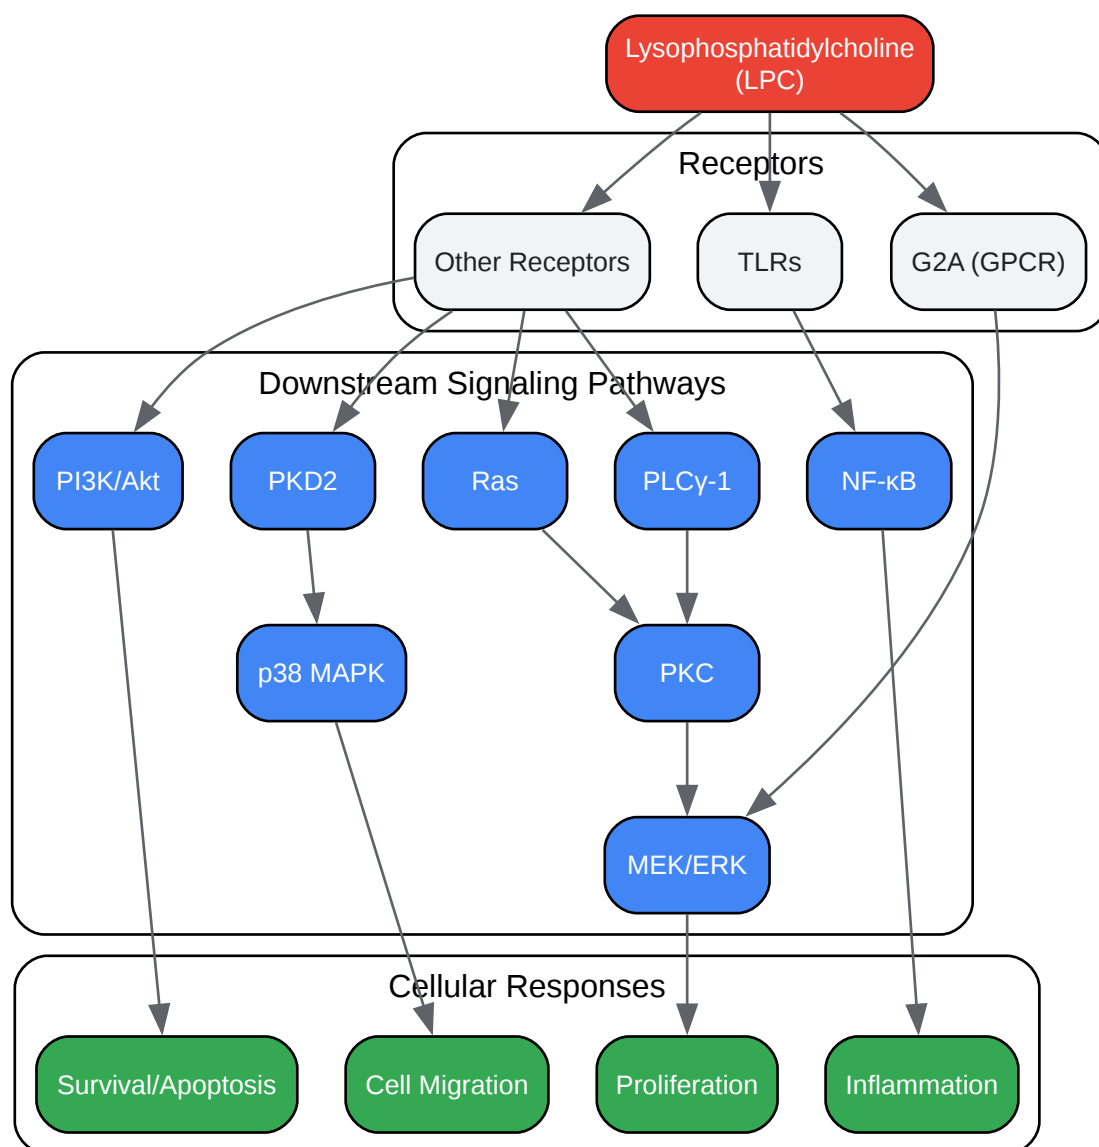 Lysophosphatidylcholine
(LPC)
Receptors
Other Receptors
TLRs
G2A (GPCR)
Downstream Signaling Pathways
PI3K/Akt
PKD2
Ras
PLCγ-1
NF-κB
p38 MAPK
PKC
MEK/ERK
Cellular Responses
Survival/Apoptosis
Cell Migration
Proliferation
Inflammation